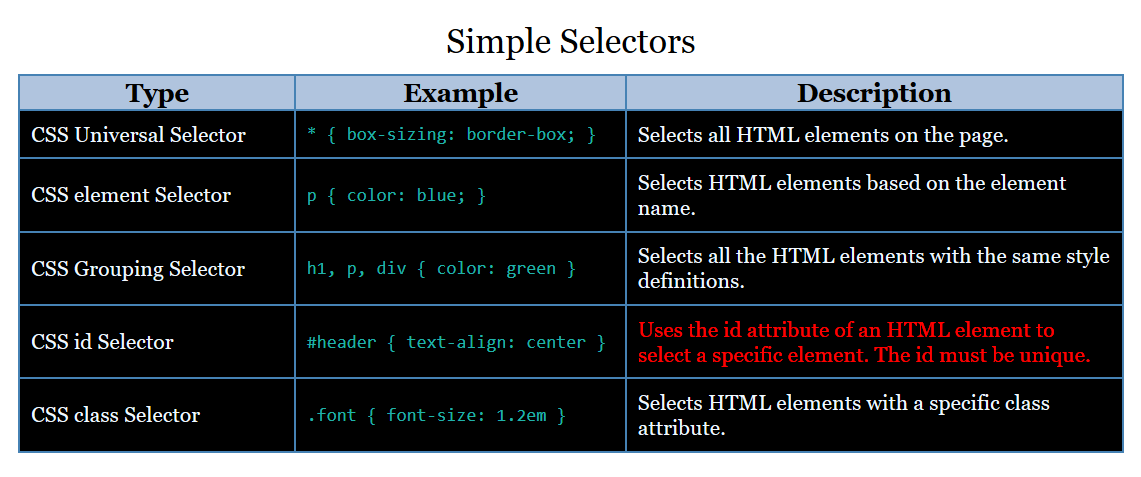 Simple Selectors
Type Example Description
CSS Universal Selector * { box-sizing: border-box; } Selects all HTML elements on the page.
CSS element Selector p { color: blue; } Selects HTML elements based on the element
name.
CSS Grouping Selector h1, p, div { color: green } Selects all the HTML elements with the same style
definitions.
CSS id Selector #header { text-align: center } Uses the id attribute of an HTML element to
select a specific element. The id must be unique.
CSS class Selector .font { font-size: 1.2em } Selects HTML elements with a specific class
attribute.